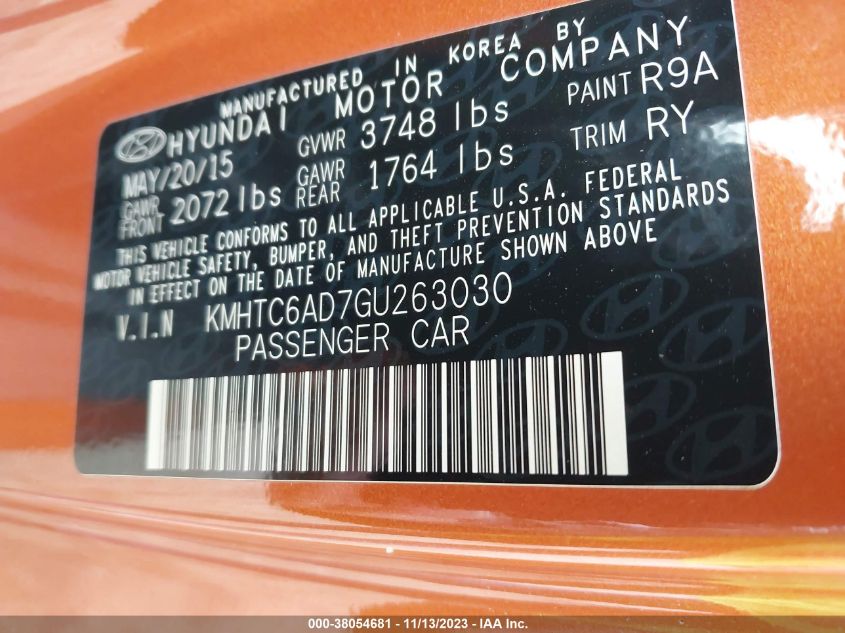 MANUFACTURED IN KOREA BY
HYUNDAI MOTOR COMPANY
MAY/20/15 GVWR 3748 lbs PAINT R9A
GAWR FRONT 2072 lbs GAWR REAR 1764 lbs TRIM RY
THIS VEHICLE CONFORMS TO ALL APPLICABLE U.S.A. FEDERAL
MOTOR VEHICLE SAFETY, BUMPER, AND THEFT PREVENTION STANDARDS
IN EFFECT ON THE DATE OF MANUFACTURE SHOWN ABOVE
V.I.N KMHTC6AD7GU263030
PASSENGER CAR
000-38054681 - 11/13/2023 - IAA Inc.